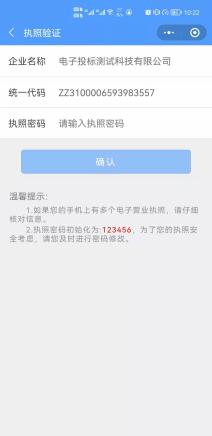 10:22
执照验证
企业名称 电子投标测试科技有限公司
统一代码 ZZ3100006593983557
执照密码 请输入执照密码
确认
温馨提示:
1.如果您的手机上有多个电子营业执照，请仔细
核对信息。
2.执照密码初始化为:123456，为了您的执照安
全考虑，请您及时进行密码修改。